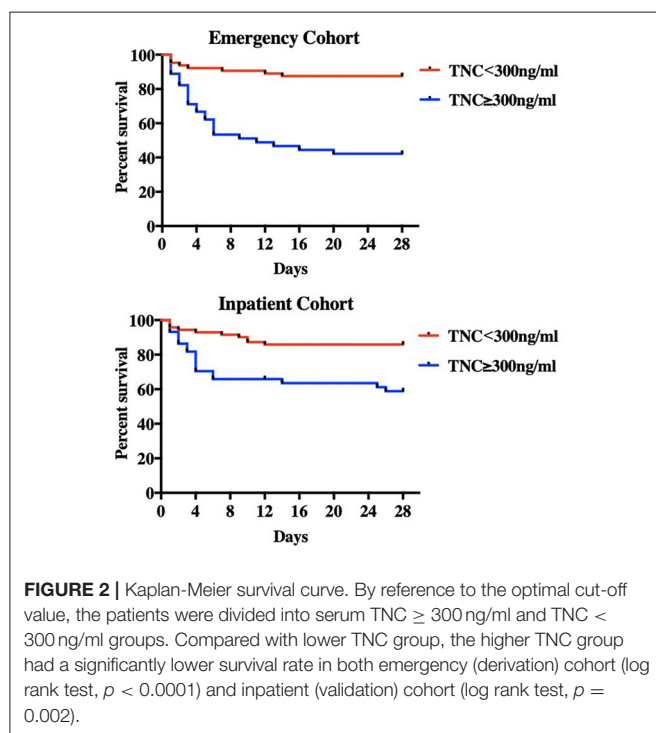 Emergency Cohort
100
80
60
40
20
0
Percent survival
0 4 8 12 16 20 24 28
Days
TNC<300ng/ml
TNC≥300ng/ml
Inpatient Cohort
100
80
60
40
20
0
Percent survival
0 4 8 12 16 20 24 28
Days
TNC<300ng/ml
TNC≥300ng/ml
FIGURE 2 | Kaplan-Meier survival curve. By reference to the optimal cut-off
value, the patients were divided into serum TNC ≥ 300 ng/ml and TNC <
300 ng/ml groups. Compared with lower TNC group, the higher TNC group
had a significantly lower survival rate in both emergency (derivation) cohort (log
rank test, p < 0.0001) and inpatient (validation) cohort (log rank test, p =
0.002).